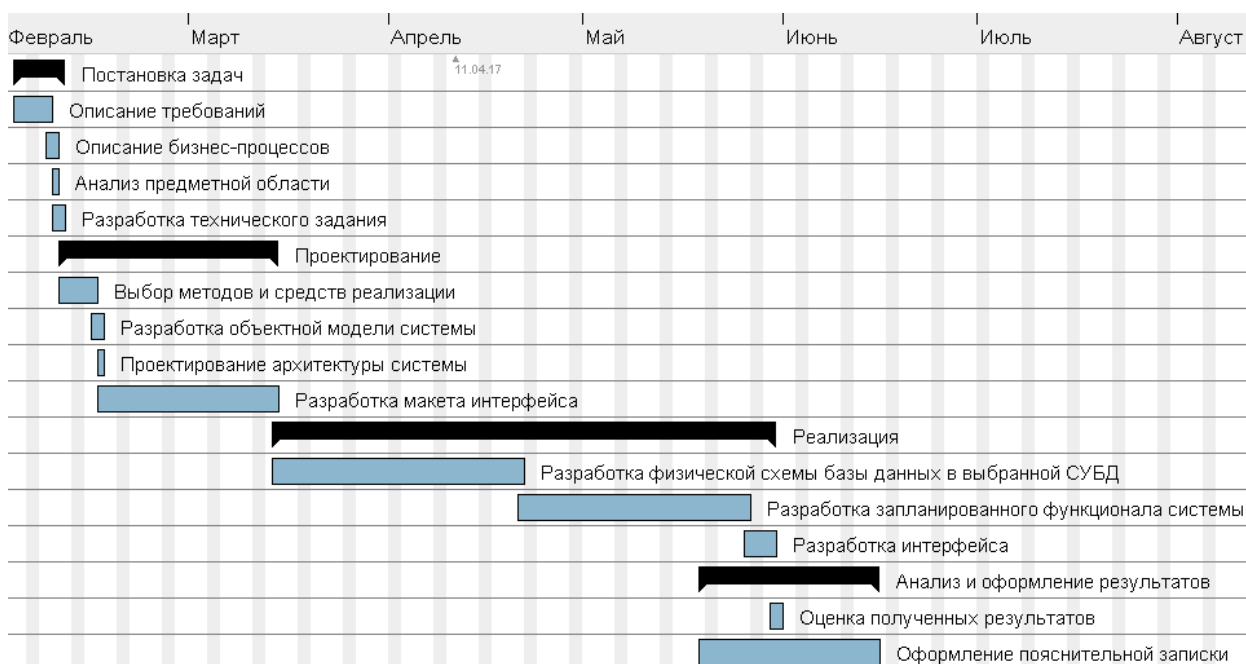 Февраль Март Апрель Май Июнь Июль Август
11.04.17
Постановка задач
Описание требований
Описание бизнес-процессов
Анализ предметной области
Разработка технического задания
Проектирование
Выбор методов и средств реализации
Разработка объектной модели системы
Проектирование архитектуры системы
Разработка макета интерфейса
Реализация
Разработка физической схемы базы данных в выбранной СУБД
Разработка запланированного функционала системы
Разработка интерфейса
Анализ и оформление результатов
Оценка полученных результатов
Оформление пояснительной записки